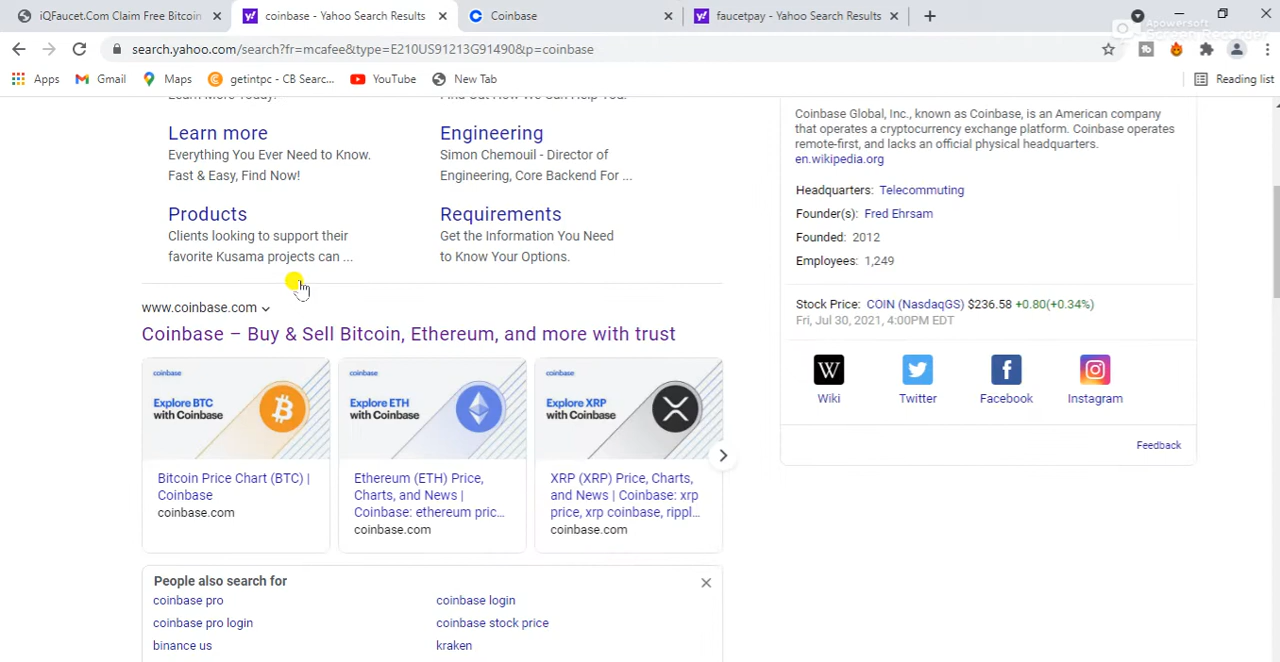 iQFaucet.Com Claim Free Bitcoin
coinbase - Yahoo Search Results
Coinbase
faucetpay - Yahoo Search Results
Apowersoft
Screen Recorder
search.yahoo.com/search?fr=mcafee&type=E210US91213G91490&p=coinbase
Apps
Gmail
Maps
getintpc - CB Searc...
YouTube
New Tab
Reading list
Learn More Today!
Find Out How We Can Help You.
Learn more
Everything You Ever Need to Know.
Fast & Easy, Find Now!
Engineering
Simon Chemouil - Director of
Engineering, Core Backend For ...
Products
Clients looking to support their
favorite Kusama projects can ...
Requirements
Get the Information You Need
to Know Your Options.
www.coinbase.com
Coinbase – Buy & Sell Bitcoin, Ethereum, and more with trust
coinbase
Explore BTC
with Coinbase
Bitcoin Price Chart (BTC) |
Coinbase
coinbase.com
coinbase
Explore ETH
with Coinbase
Ethereum (ETH) Price,
Charts, and News |
Coinbase: ethereum pric...
coinbase.com
coinbase
Explore XRP
with Coinbase
XRP (XRP) Price, Charts,
and News | Coinbase: xrp
price, xrp coinbase, rippl...
coinbase.com
People also search for
coinbase pro
coinbase login
coinbase pro login
coinbase stock price
binance us
kraken
Coinbase Global, Inc., known as Coinbase, is an American company
that operates a cryptocurrency exchange platform. Coinbase operates
remote-first, and lacks an official physical headquarters.
en.wikipedia.org
Headquarters: Telecommuting
Founder(s): Fred Ehrsam
Founded: 2012
Employees: 1,249
Stock Price: COIN (NasdaqGS) $236.58 +0.80(+0.34%)
Fri, Jul 30, 2021, 4:00PM EDT
W
Wiki
Twitter
Facebook
Instagram
Feedback